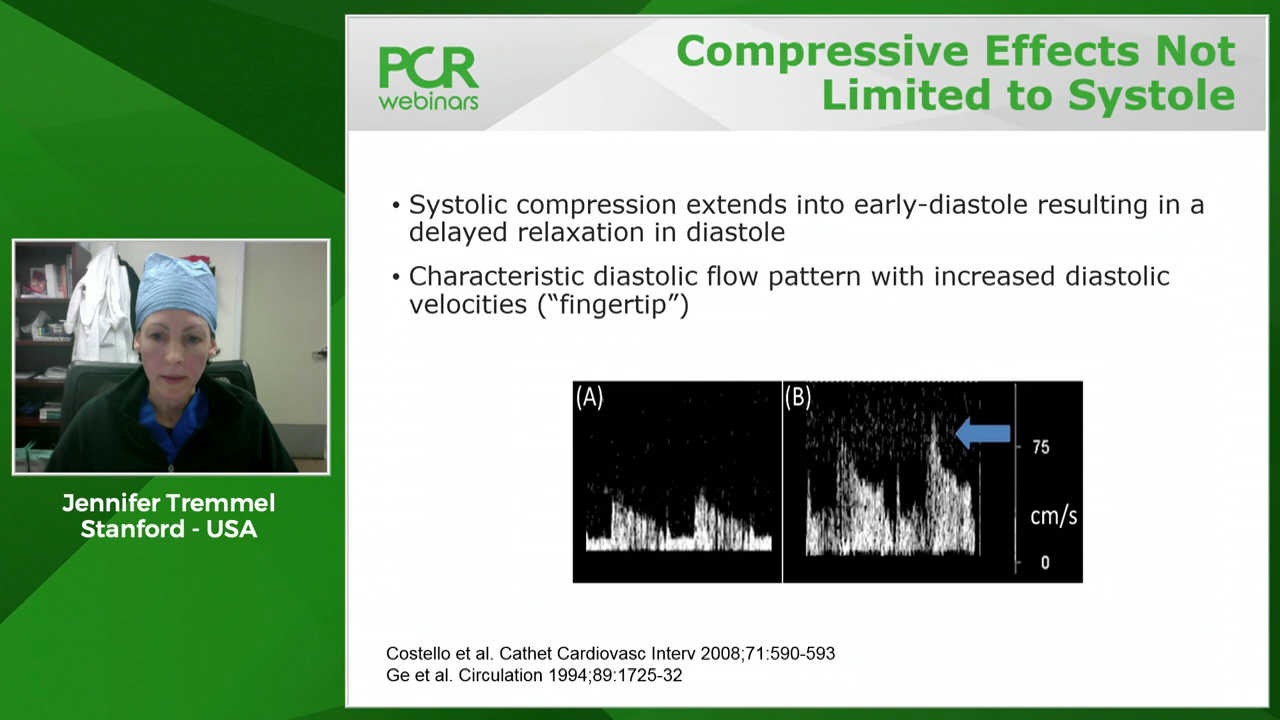 PCR
webinars
Compressive Effects Not
Limited to Systole
• Systolic compression extends into early-diastole resulting in a
delayed relaxation in diastole
• Characteristic diastolic flow pattern with increased diastolic
velocities (“fingertip”)
(A)
(B)
75
cm/s
0
Jennifer Tremmel
Stanford - USA
Costello et al. Cathet Cardiovasc Interv 2008;71:590-593
Ge et al. Circulation 1994;89:1725-32